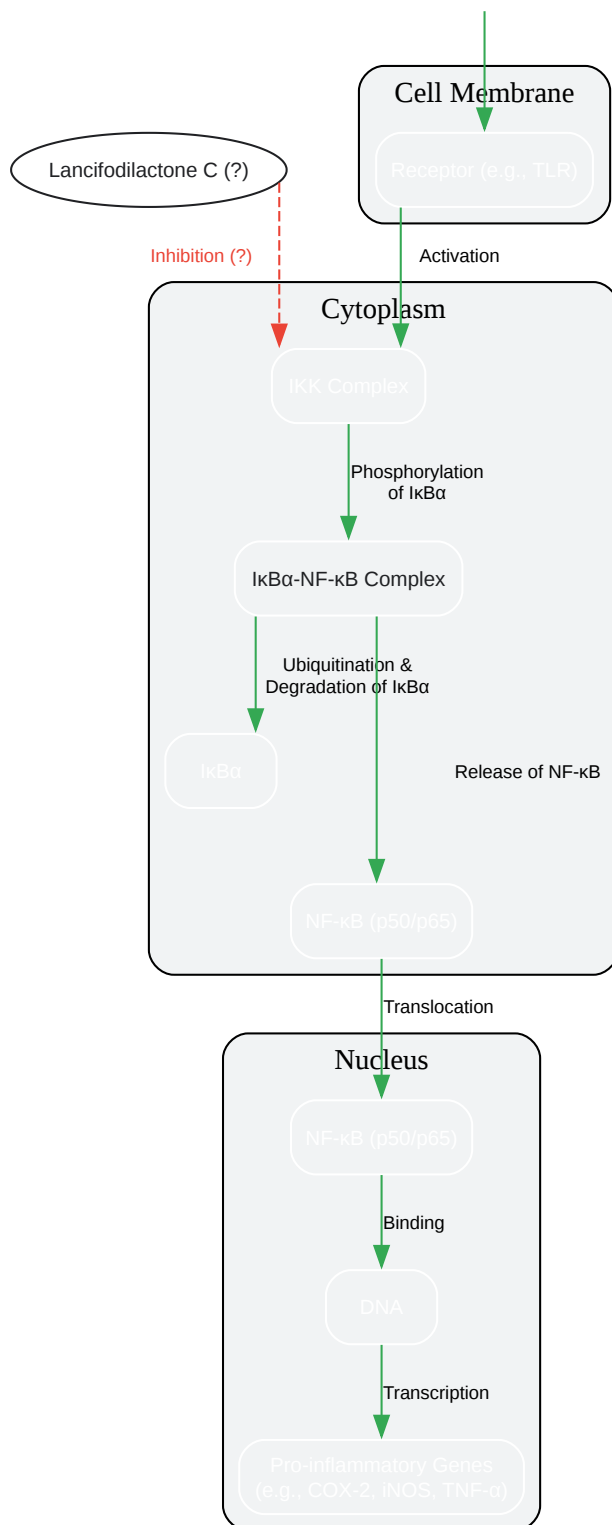 Cell Membrane
Receptor (e.g., TLR)
Lancifodilactone C (?)
Inhibition (?)
Activation
Cytoplasm
IKK Complex
Phosphorylation
of IκBα
IκBα-NF-κB Complex
Ubiquitination &
Degradation of IκBα
IκBα
Release of NF-κB
NF-κB (p50/p65)
Translocation
Nucleus
NF-κB (p50/p65)
Binding
DNA
Transcription
Pro-inflammatory Genes
(e.g., COX-2, iNOS, TNF-α)